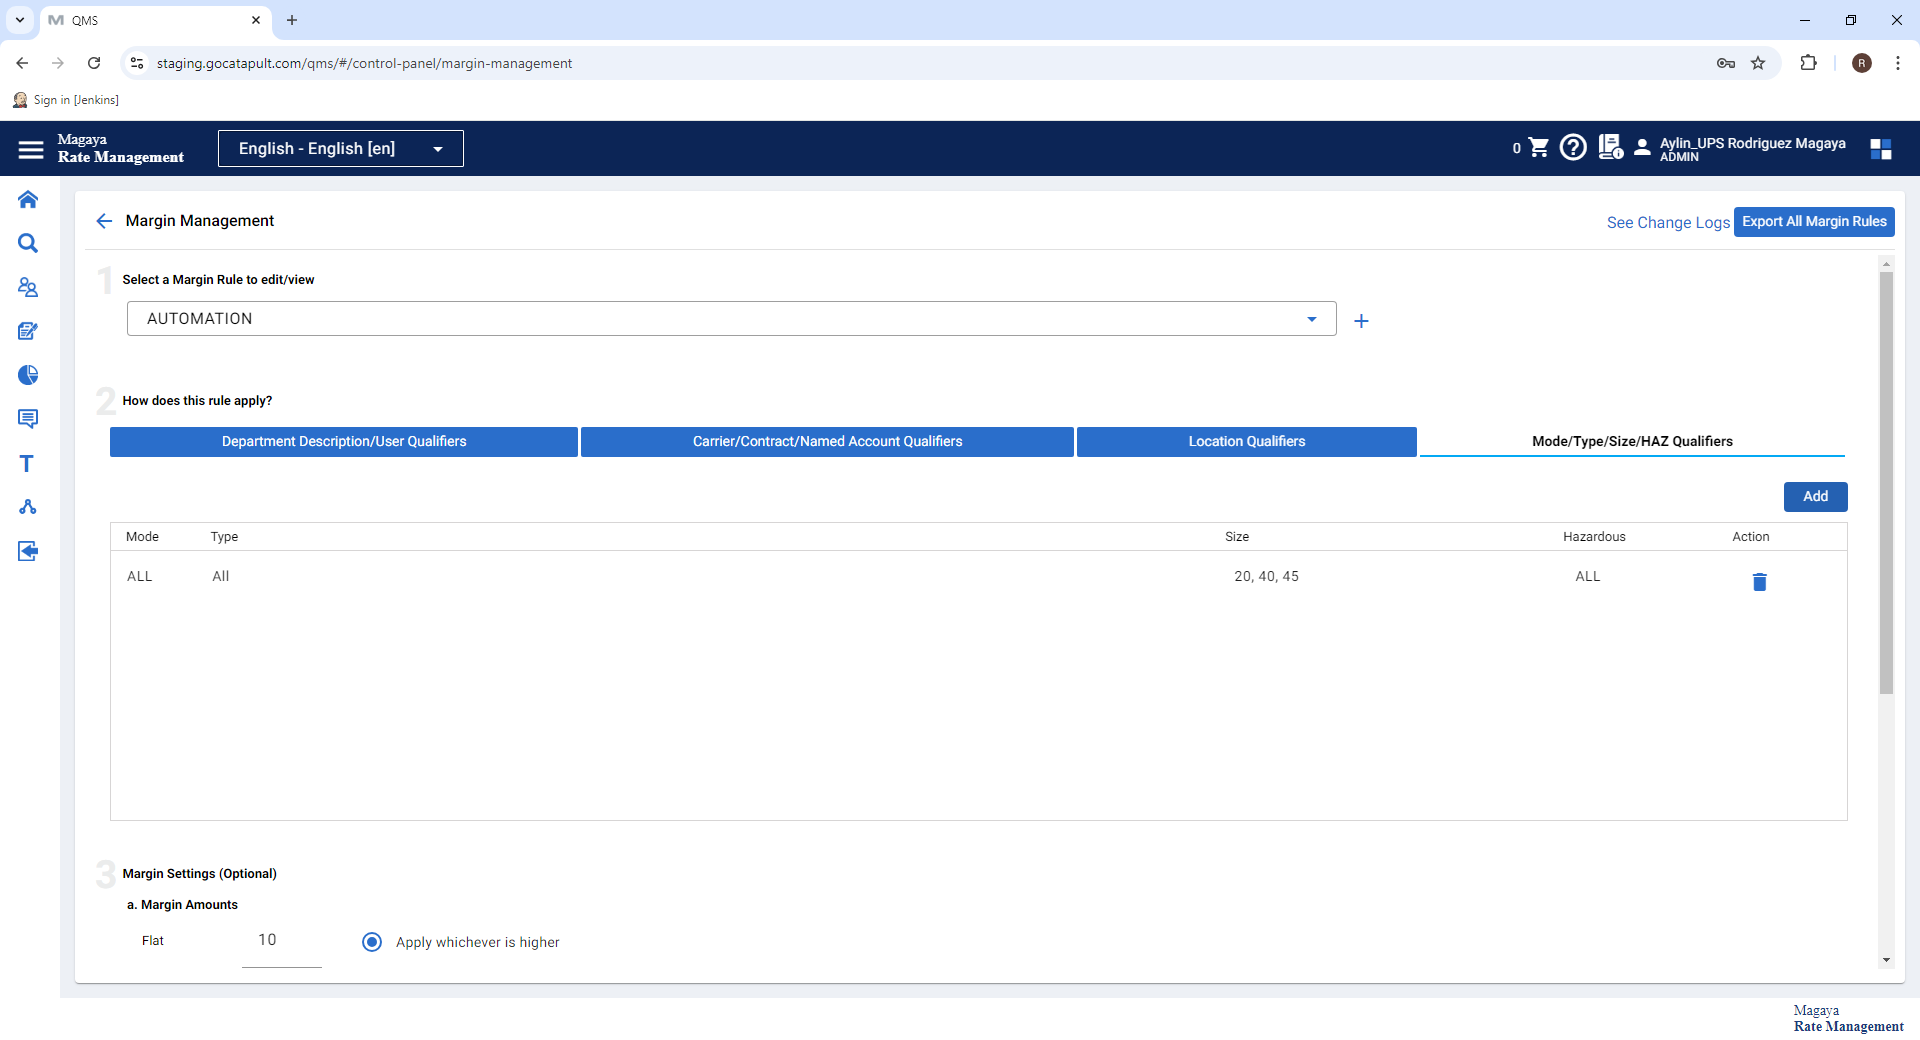 QMS
staging.gocatapult.com/qms/#/control-panel/margin-management
R
Sign in [Jenkins]
Magaya
Rate Management
English - English [en]
0
Aylin_UPS Rodriguez Magaya
ADMIN
Margin Management
See Change Logs
Export All Margin Rules
1 Select a Margin Rule to edit/view
AUTOMATION
2 How does this rule apply?
Department Description/User Qualifiers
Carrier/Contract/Named Account Qualifiers
Location Qualifiers
Mode/Type/Size/HAZ Qualifiers
Add
Mode Type Size Hazardous Action
ALL All 20, 40, 45 ALL
3 Margin Settings (Optional)
a. Margin Amounts
Flat 10 Apply whichever is higher
T
Magaya
Rate Management